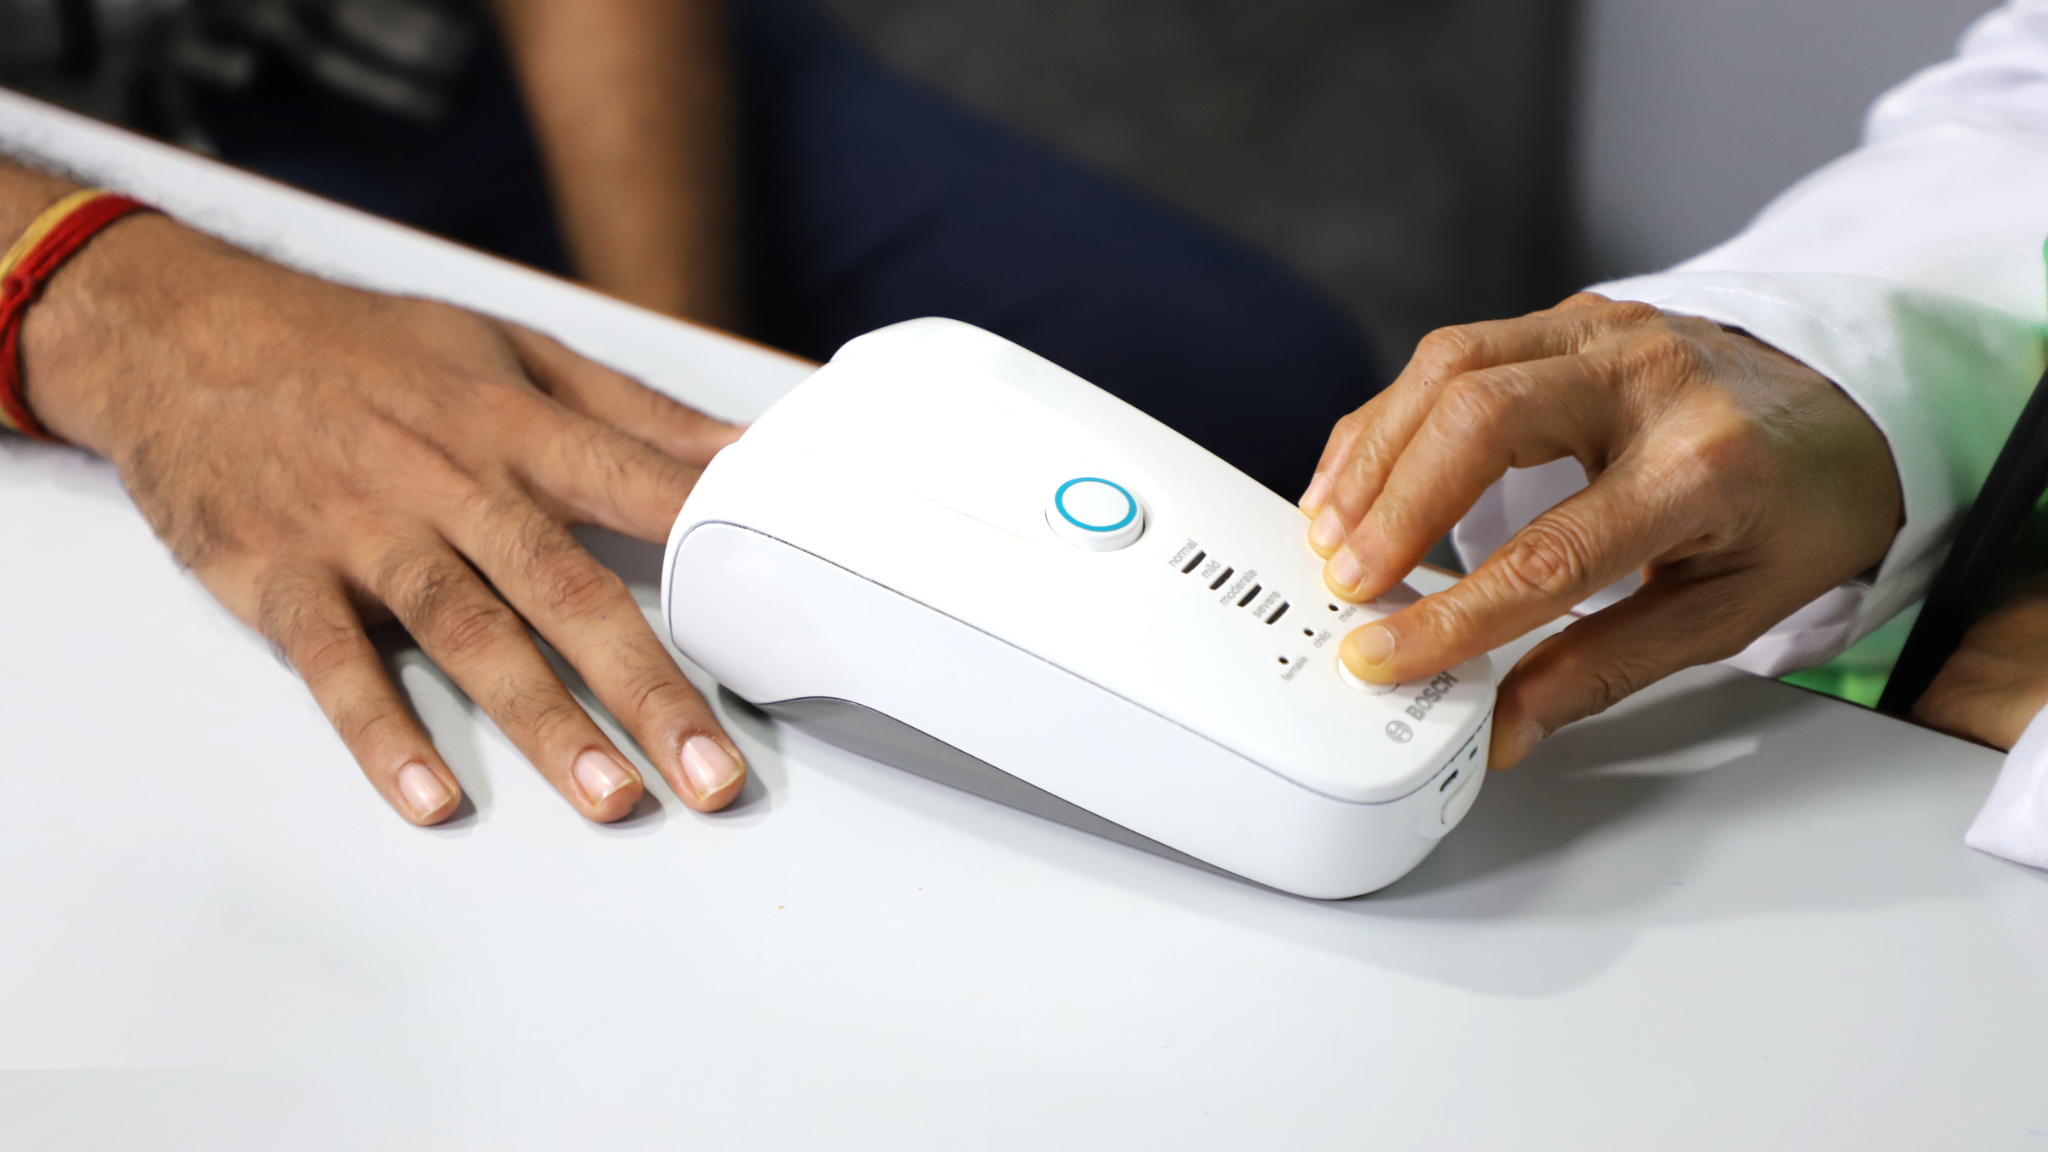 normal
mild
moderate
severe
male
child
female
BOSCH